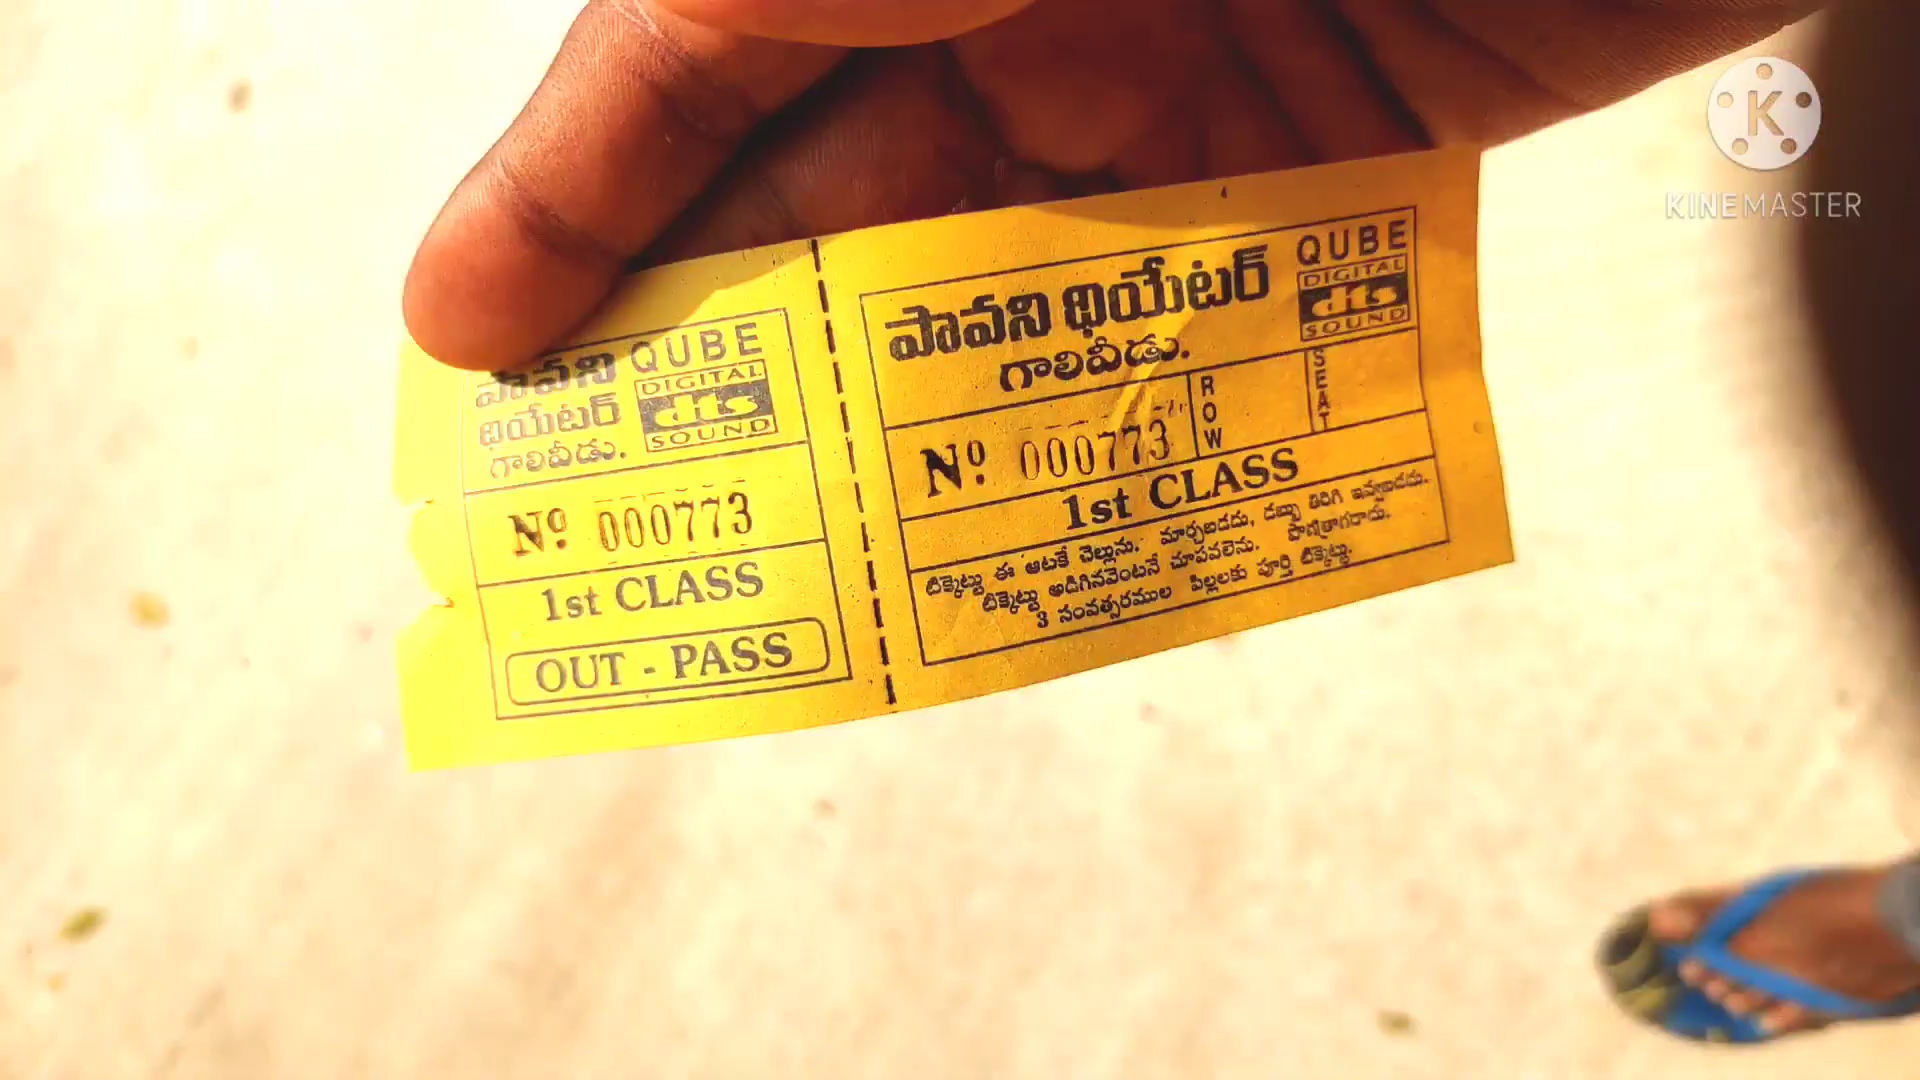 పావని QUBE
థియేటర్ DIGITAL
dts
గాలివీడు. SOUND
Nº 000773
1st CLASS
OUT - PASS
పావని థియేటర్ QUBE
DIGITAL
dts
గాలివీడు. SOUND
Nº 000773 ROW SEAT
1st CLASS
టిక్కెట్టు ఈ ఆటకే చెల్లును. మార్చబడదు, డబ్బు తిరిగి ఇవ్వబడదు.
టిక్కెట్టు అడిగినవెంటనే చూపవలెను. పొగత్రాగరాదు.
3 సంవత్సరముల పిల్లలకు పూర్తి టిక్కెట్టు.
K
KINEMASTER